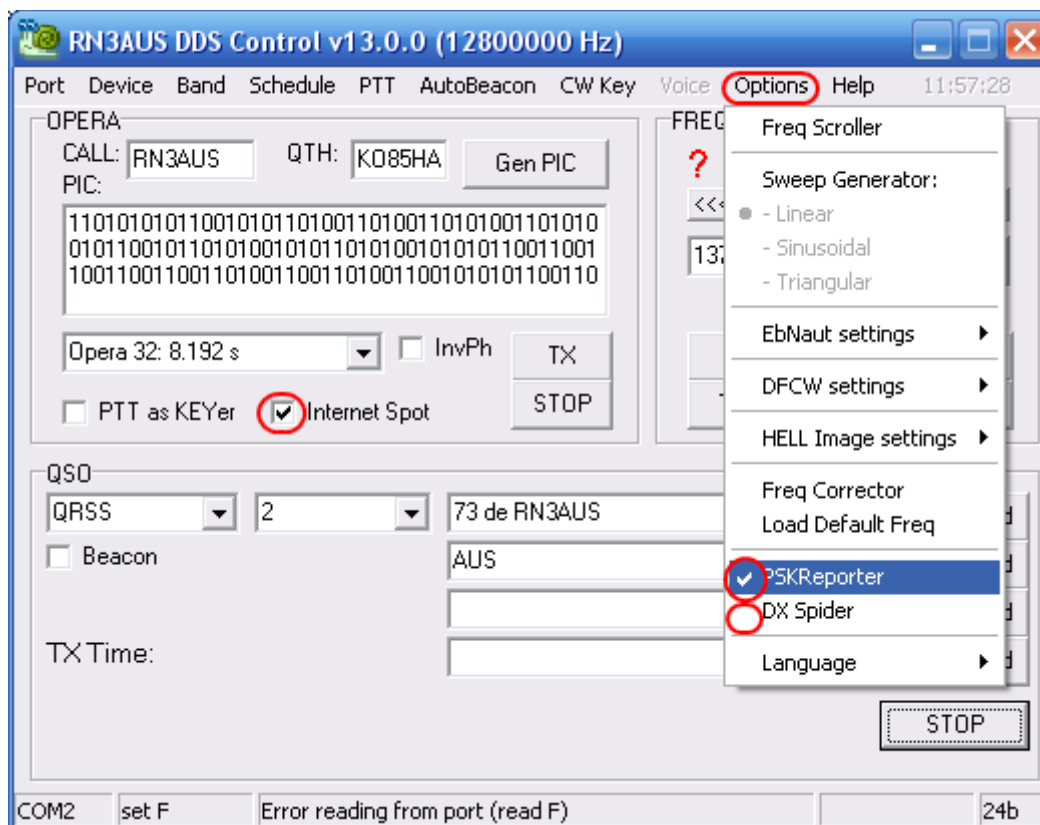 RN3AUS DDS Control v13.0.0 (12800000 Hz)
Port Device Band Schedule PTT AutoBeacon CW Key Voice Options Help 11:57:28
OPERA
CALL: RN3AUS QTH: KO85HA Gen PIC
PIC:
11010101011001010110100110100110101001101010
01011001011010100101011010100101010110011001
10011001100110100110011010011001010101100110
Opera 32: 8.192 s InvPh TX
PTT as KEYer Internet Spot STOP
FREQ
?
<<<
137
Freq Scroller
Sweep Generator:
- Linear
- Sinusoidal
- Triangular
EbNaut settings
DFCW settings
HELL Image settings
Freq Corrector
Load Default Freq
PSKReporter
DX Spider
Language
QSO
QRSS 2 73 de RN3AUS
Beacon AUS
TX Time:
STOP
COM2 set F Error reading from port (read F) 24b